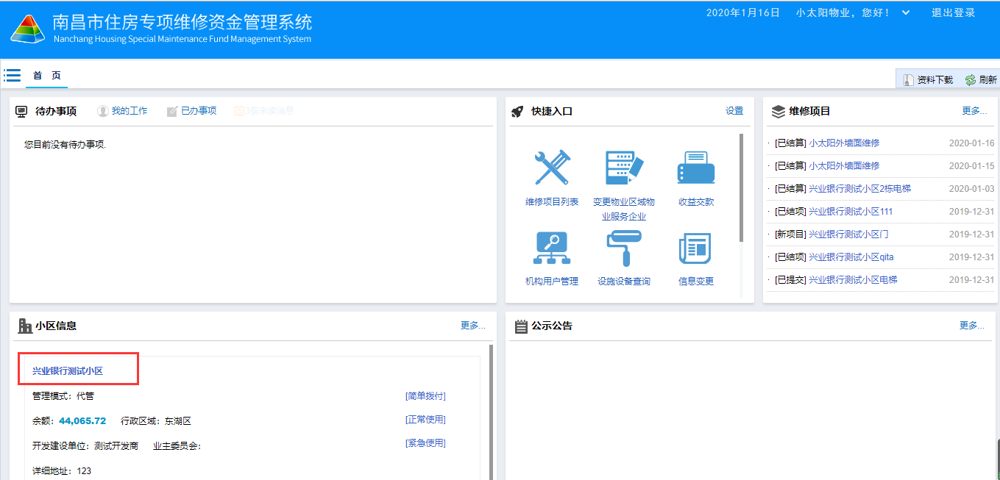 南昌市住房专项维修资金管理系统
Nanchang Housing Special Maintenance Fund Management System
2020年1月16日 小太阳物业，您好！ 退出登录
首 页
资料下载 刷新
待办事项 我的工作 已办事项 3条未读消息
您目前没有待办事项.
快捷入口 设置
维修项目列表 变更物业区域物业服务企业 收益交款
机构用户管理 设施设备查询 信息变更
维修项目 更多...
· [已结算] 小太阳外墙面维修 2020-01-16
· [已结算] 小太阳外墙面维修 2020-01-15
· [已结算] 兴业银行测试小区2栋电梯 2020-01-03
· [已结项] 兴业银行测试小区111 2019-12-31
· [新项目] 兴业银行测试小区门 2019-12-31
· [已结项] 兴业银行测试小区qita 2019-12-31
· [已提交] 兴业银行测试小区电梯 2019-12-31
小区信息 更多...
兴业银行测试小区
管理模式：代管 [简单拨付]
余额：44,065.72 行政区域：东湖区 [正常使用]
开发建设单位：测试开发商 业主委员会： [紧急使用]
详细地址：123
公示公告 更多...